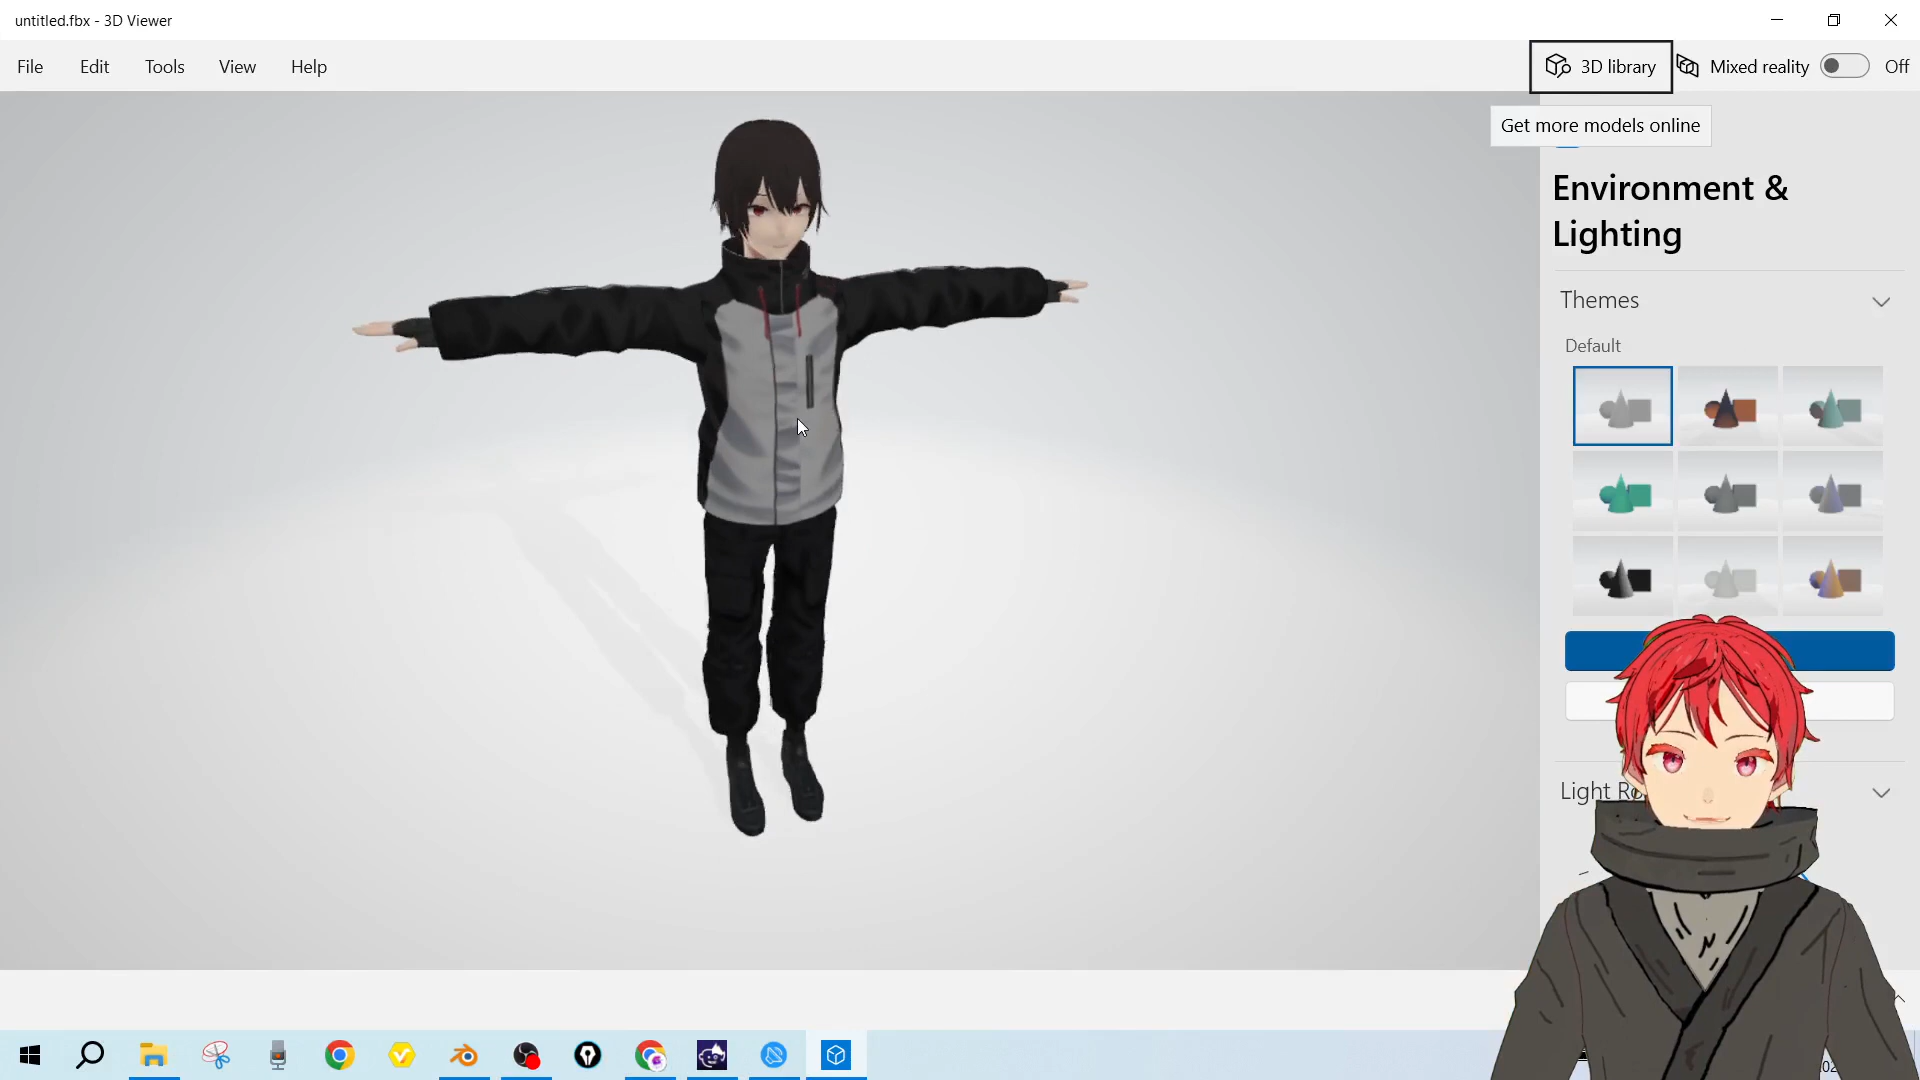 untitled.fbx - 3D Viewer
File Edit Tools View Help
3D library Mixed reality Off
Get more models online
Environment &
Lighting
Themes
Default
Light